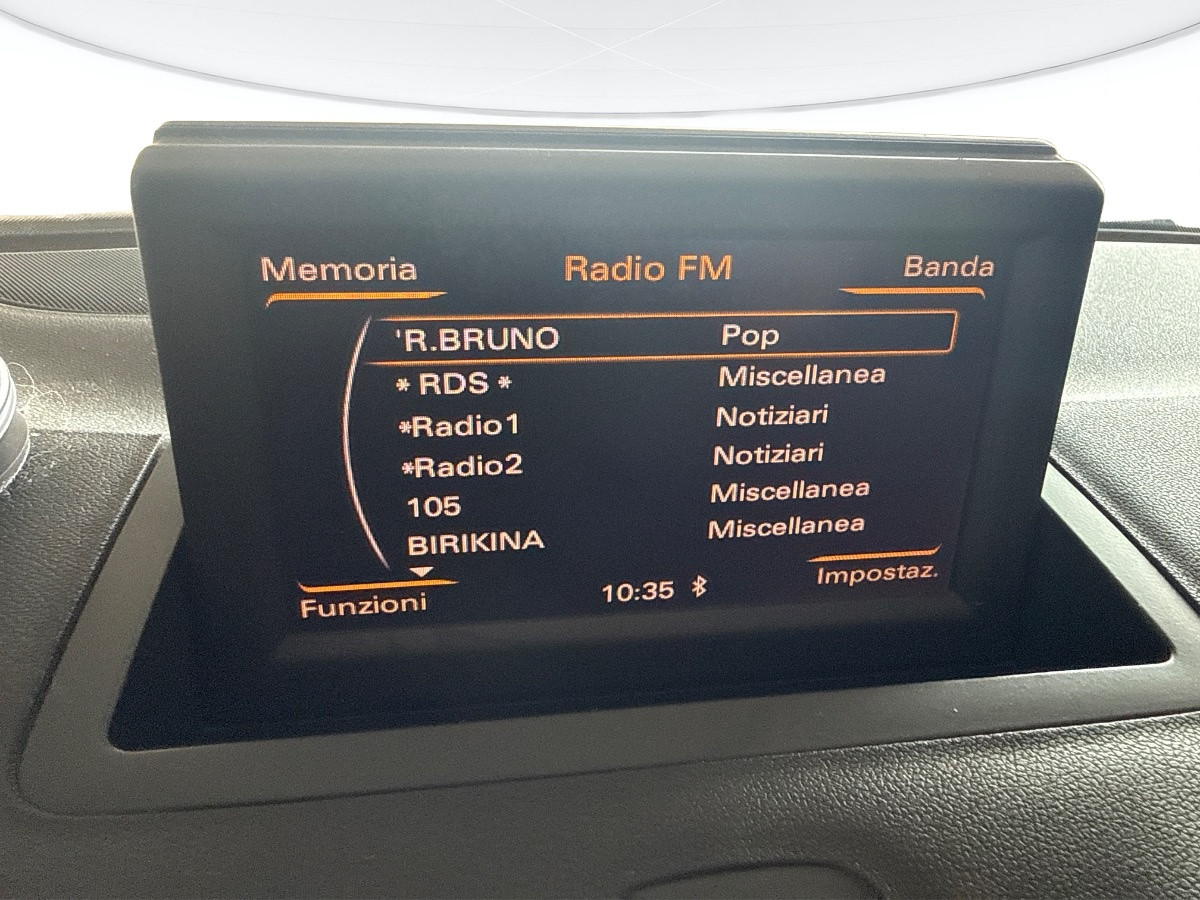 Memoria Radio FM Banda
'R.BRUNO Pop
* RDS * Miscellanea
*Radio1 Notiziari
*Radio2 Notiziari
105 Miscellanea
BIRIKINA Miscellanea
Funzioni 10:35 Impostaz.